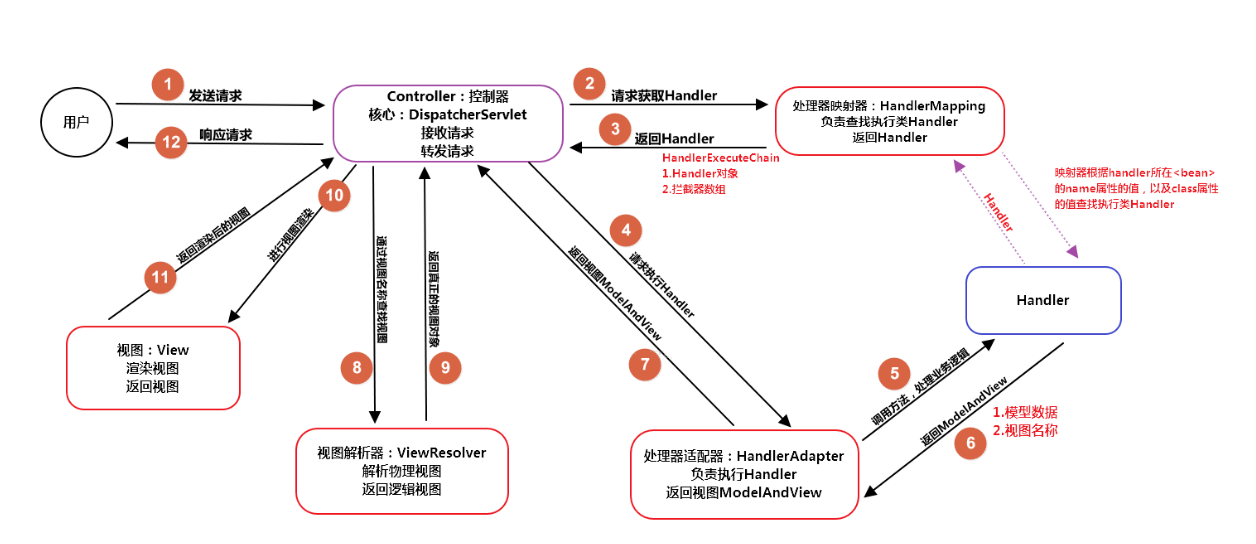 用户
1
发送请求
响应请求
12
Controller：控制器
核心：DispatcherServlet
接收请求
转发请求
2
请求获取Handler
3
返回Handler
HandlerExecuteChain
1.Handler对象
2.拦截器数组
处理器映射器：HandlerMapping
负责查找执行类Handler
返回Handler
映射器根据handler所在<bean>
的name属性的值，以及class属性
的值查找执行类Handler
Handler
Handler
4
请求执行Handler
5
调用方法，处理业务逻辑
6
返回ModelAndView
1.模型数据
2.视图名称
处理器适配器：HandlerAdapter
负责执行Handler
返回视图ModelAndView
7
返回视图ModelAndView
8
通过视图名称查找视图
9
返回真正的视图对象
视图解析器：ViewResolver
解析物理视图
返回逻辑视图
10
进行视图渲染
11
返回渲染后的视图
视图：View
渲染视图
返回视图